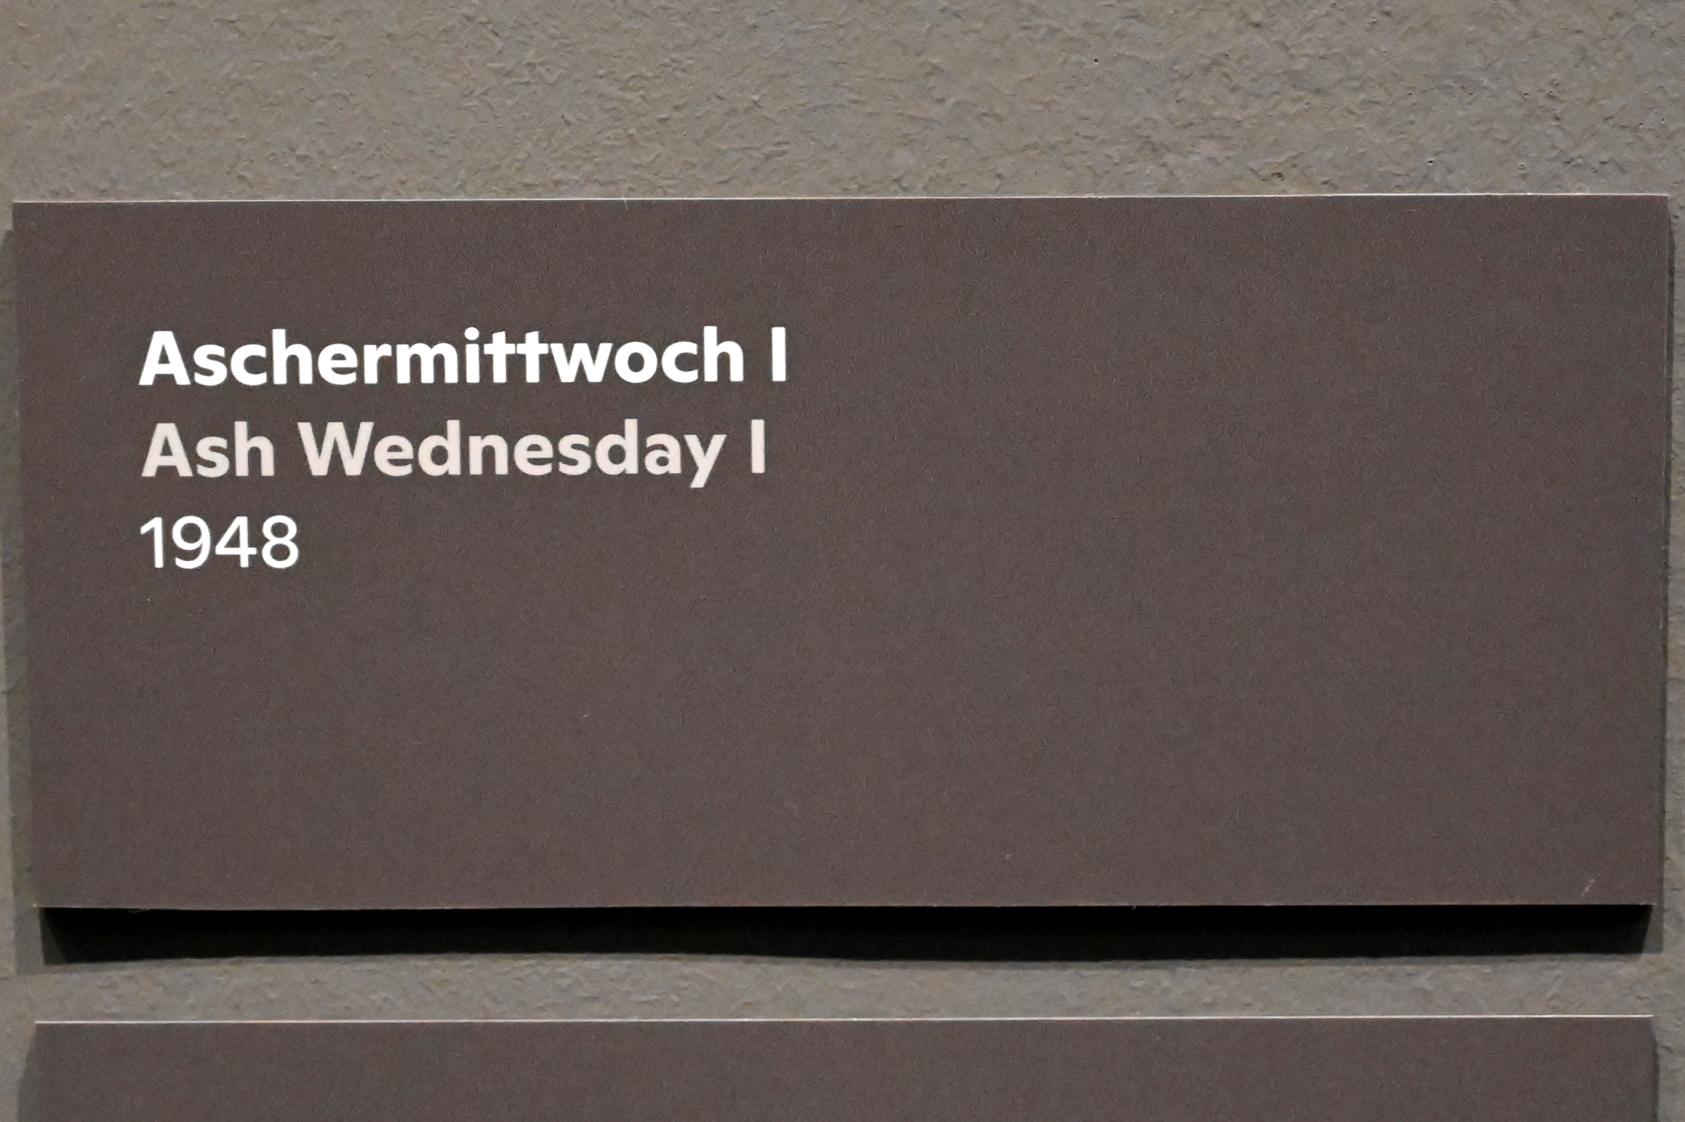 Aschermittwoch I
Ash Wednesday I
1948